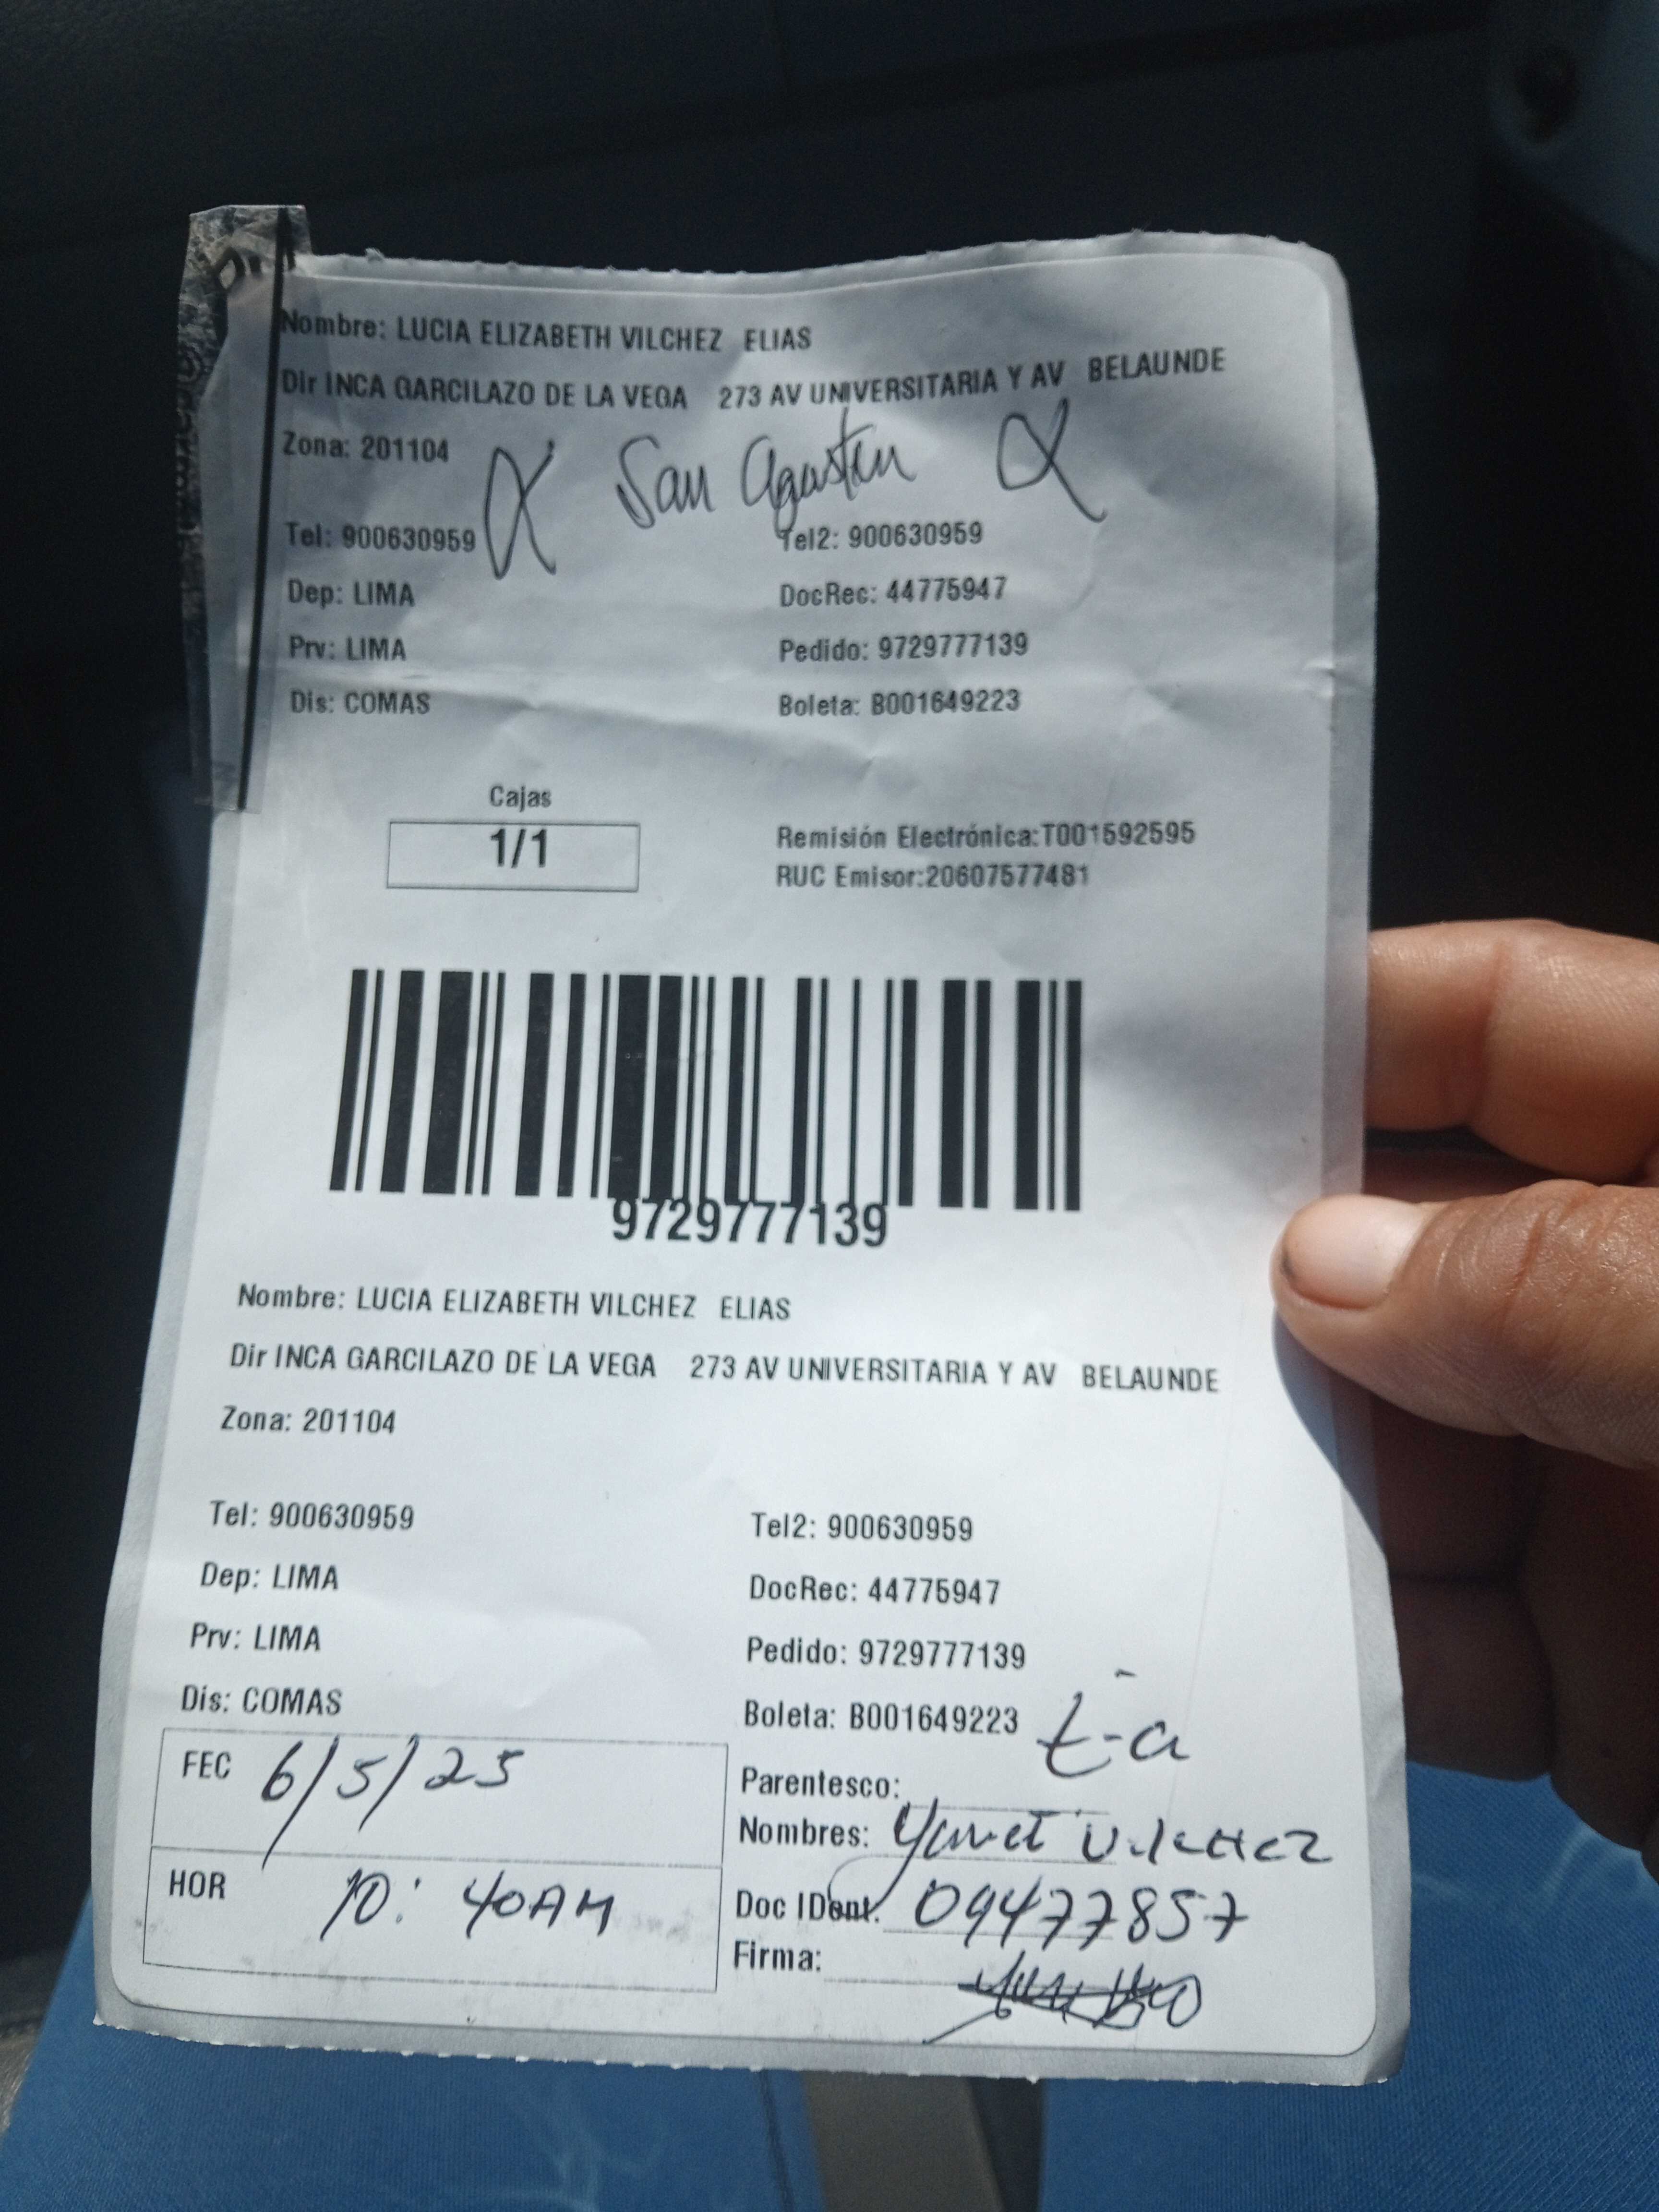 Nombre: LUCIA ELIZABETH VILCHEZ ELIAS
Dir INCA GARCILAZO DE LA VEGA 273 AV UNIVERSITARIA Y AV BELAUNDE
Zona: 201104
San Agustin
Tel: 900630959 Tel2: 900630959
Dep: LIMA DocRec: 44775947
Prv: LIMA Pedido: 9729777139
Dis: COMAS Boleta: B001649223
Cajas
1/1
Remisión Electrónica:T001592595
RUC Emisor:20607577481
9729777139
Nombre: LUCIA ELIZABETH VILCHEZ ELIAS
Dir INCA GARCILAZO DE LA VEGA 273 AV UNIVERSITARIA Y AV BELAUNDE
Zona: 201104
Tel: 900630959 Tel2: 900630959
Dep: LIMA DocRec: 44775947
Prv: LIMA Pedido: 9729777139
Dis: COMAS Boleta: B001649223
FEC 6/5/25
Parentesco:
Nombres: Yanet Vilchez
HOR 10:40AM
Doc IDent. 09477857
Firma: